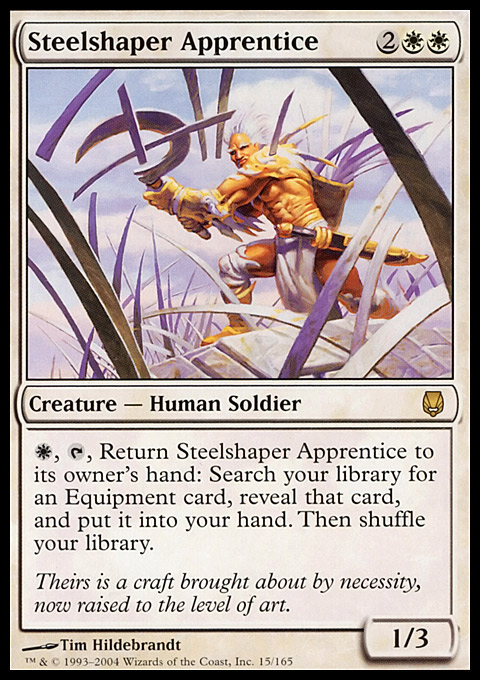 Steelshaper Apprentice 2
Creature — Human Soldier
, , Return Steelshaper Apprentice to
its owner's hand: Search your library for
an Equipment card, reveal that card,
and put it into your hand. Then shuffle
your library.
Theirs is a craft brought about by necessity,
now raised to the level of art.
Tim Hildebrandt
™ & © 1993–2004 Wizards of the Coast, Inc. 15/165
1/3